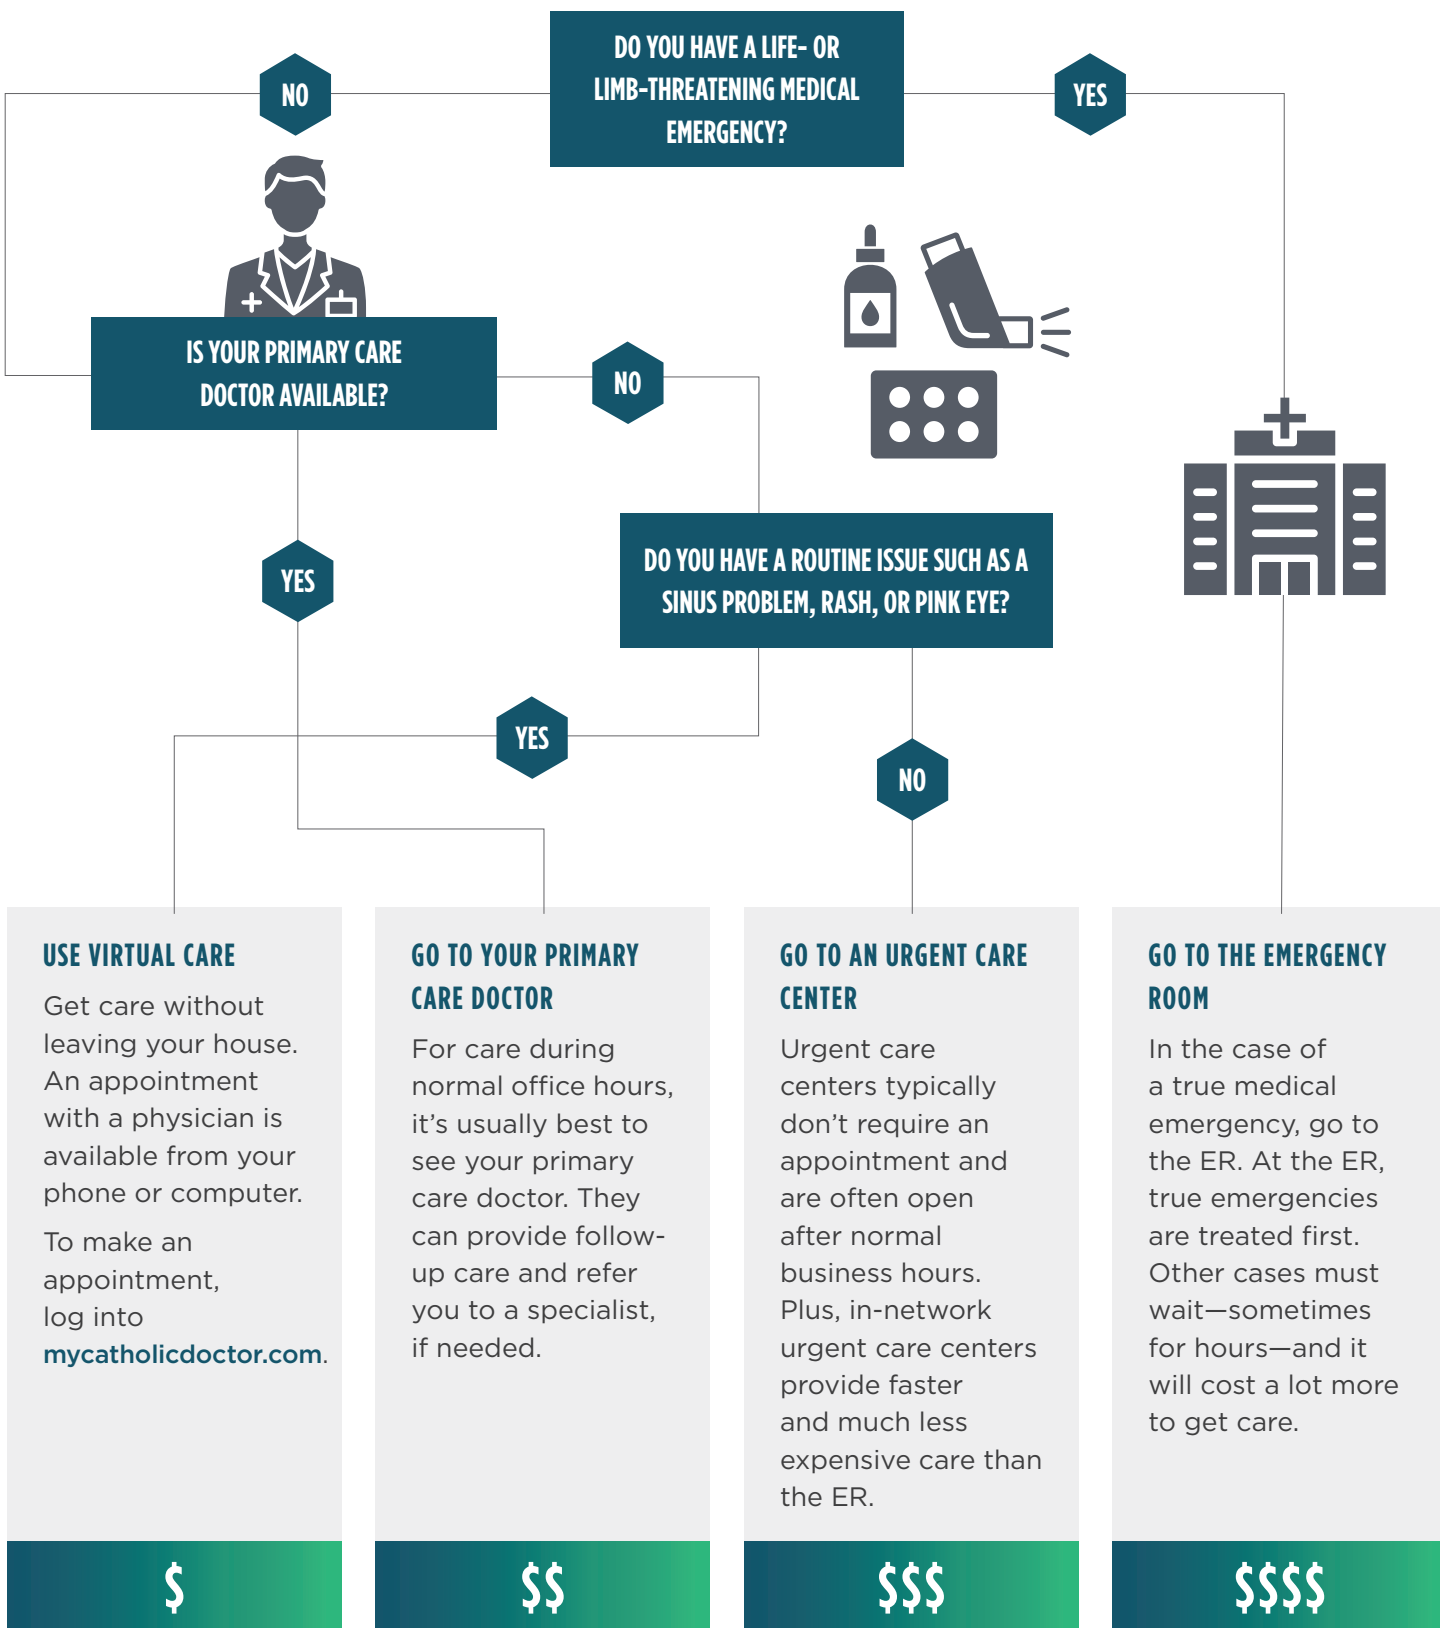 DO YOU HAVE A LIFE- OR
LIMB-THREATENING MEDICAL
EMERGENCY?
NO
YES
IS YOUR PRIMARY CARE
DOCTOR AVAILABLE?
NO
YES
DO YOU HAVE A ROUTINE ISSUE SUCH AS A
SINUS PROBLEM, RASH, OR PINK EYE?
YES
NO
USE VIRTUAL CARE
Get care without
leaving your house.
An appointment
with a physician is
available from your
phone or computer.
To make an
appointment,
log into
mycatholicdoctor.com.
$
GO TO YOUR PRIMARY
CARE DOCTOR
For care during
normal office hours,
it's usually best to
see your primary
care doctor. They
can provide follow-
up care and refer
you to a specialist,
if needed.
$$
GO TO AN URGENT CARE
CENTER
Urgent care
centers typically
don't require an
appointment and
are often open
after normal
business hours.
Plus, in-network
urgent care centers
provide faster
and much less
expensive care than
the ER.
$$$
GO TO THE EMERGENCY
ROOM
In the case of
a true medical
emergency, go to
the ER. At the ER,
true emergencies
are treated first.
Other cases must
wait—sometimes
for hours—and it
will cost a lot more
to get care.
$$$$